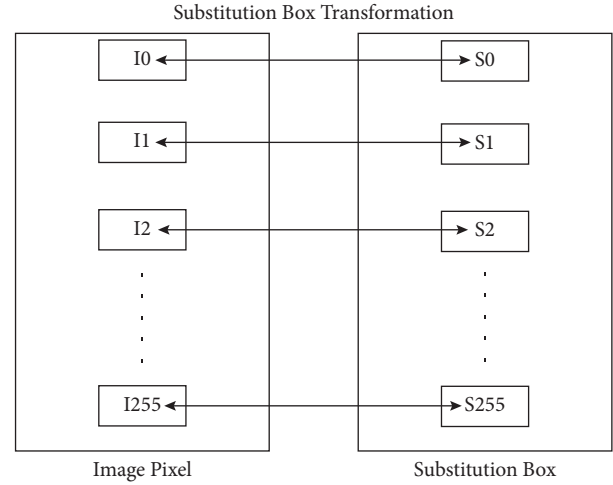 Substitution Box Transformation
I0
S0
I1
S1
I2
S2
I255
S255
Image Pixel
Substitution Box